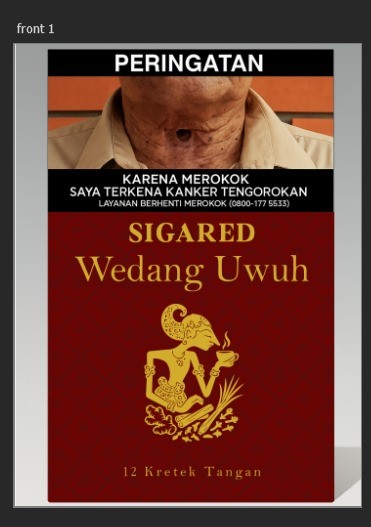 front 1
PERINGATAN
KARENA MEROKOK
SAYA TERKENA KANKER TENGOROKAN
LAYANAN BERHENTI MEROKOK (0800-177 5533)
SIGARED
Wedang Uwuh
12 Kretek Tangan